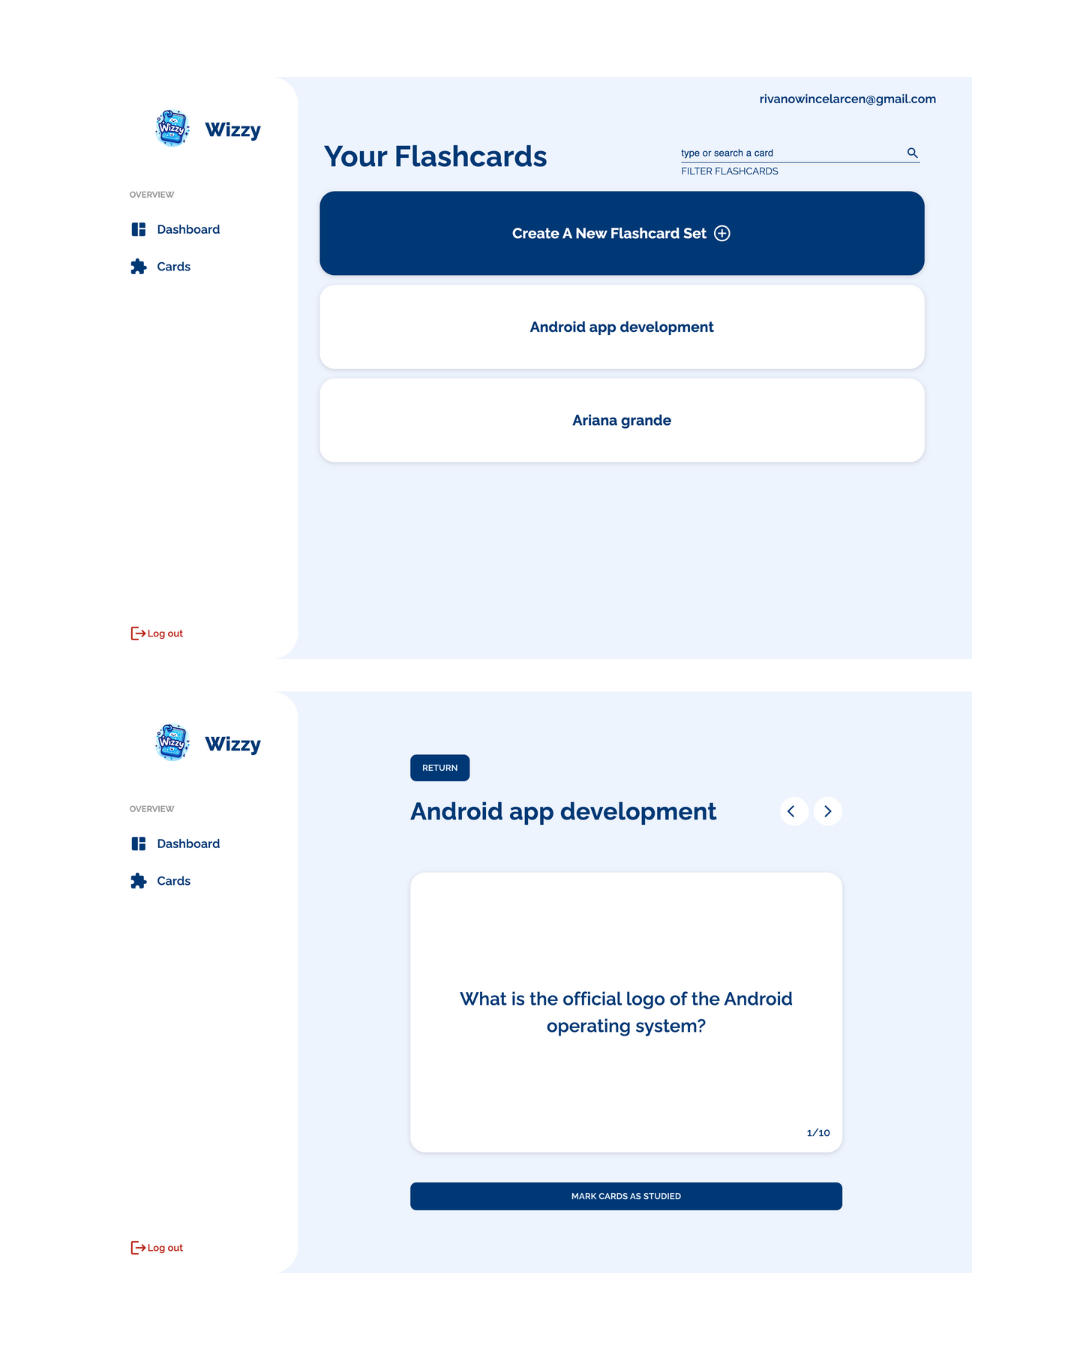 rivanowincelarcen@gmail.com
Wizzy
Wizzy
Your Flashcards
type or search a card
FILTER FLASHCARDS
OVERVIEW
Dashboard
Cards
Create A New Flashcard Set
Android app development
Ariana grande
Log out
Wizzy
Wizzy
OVERVIEW
Dashboard
Cards
RETURN
Android app development
What is the official logo of the Android
operating system?
1/10
MARK CARDS AS STUDIED
Log out